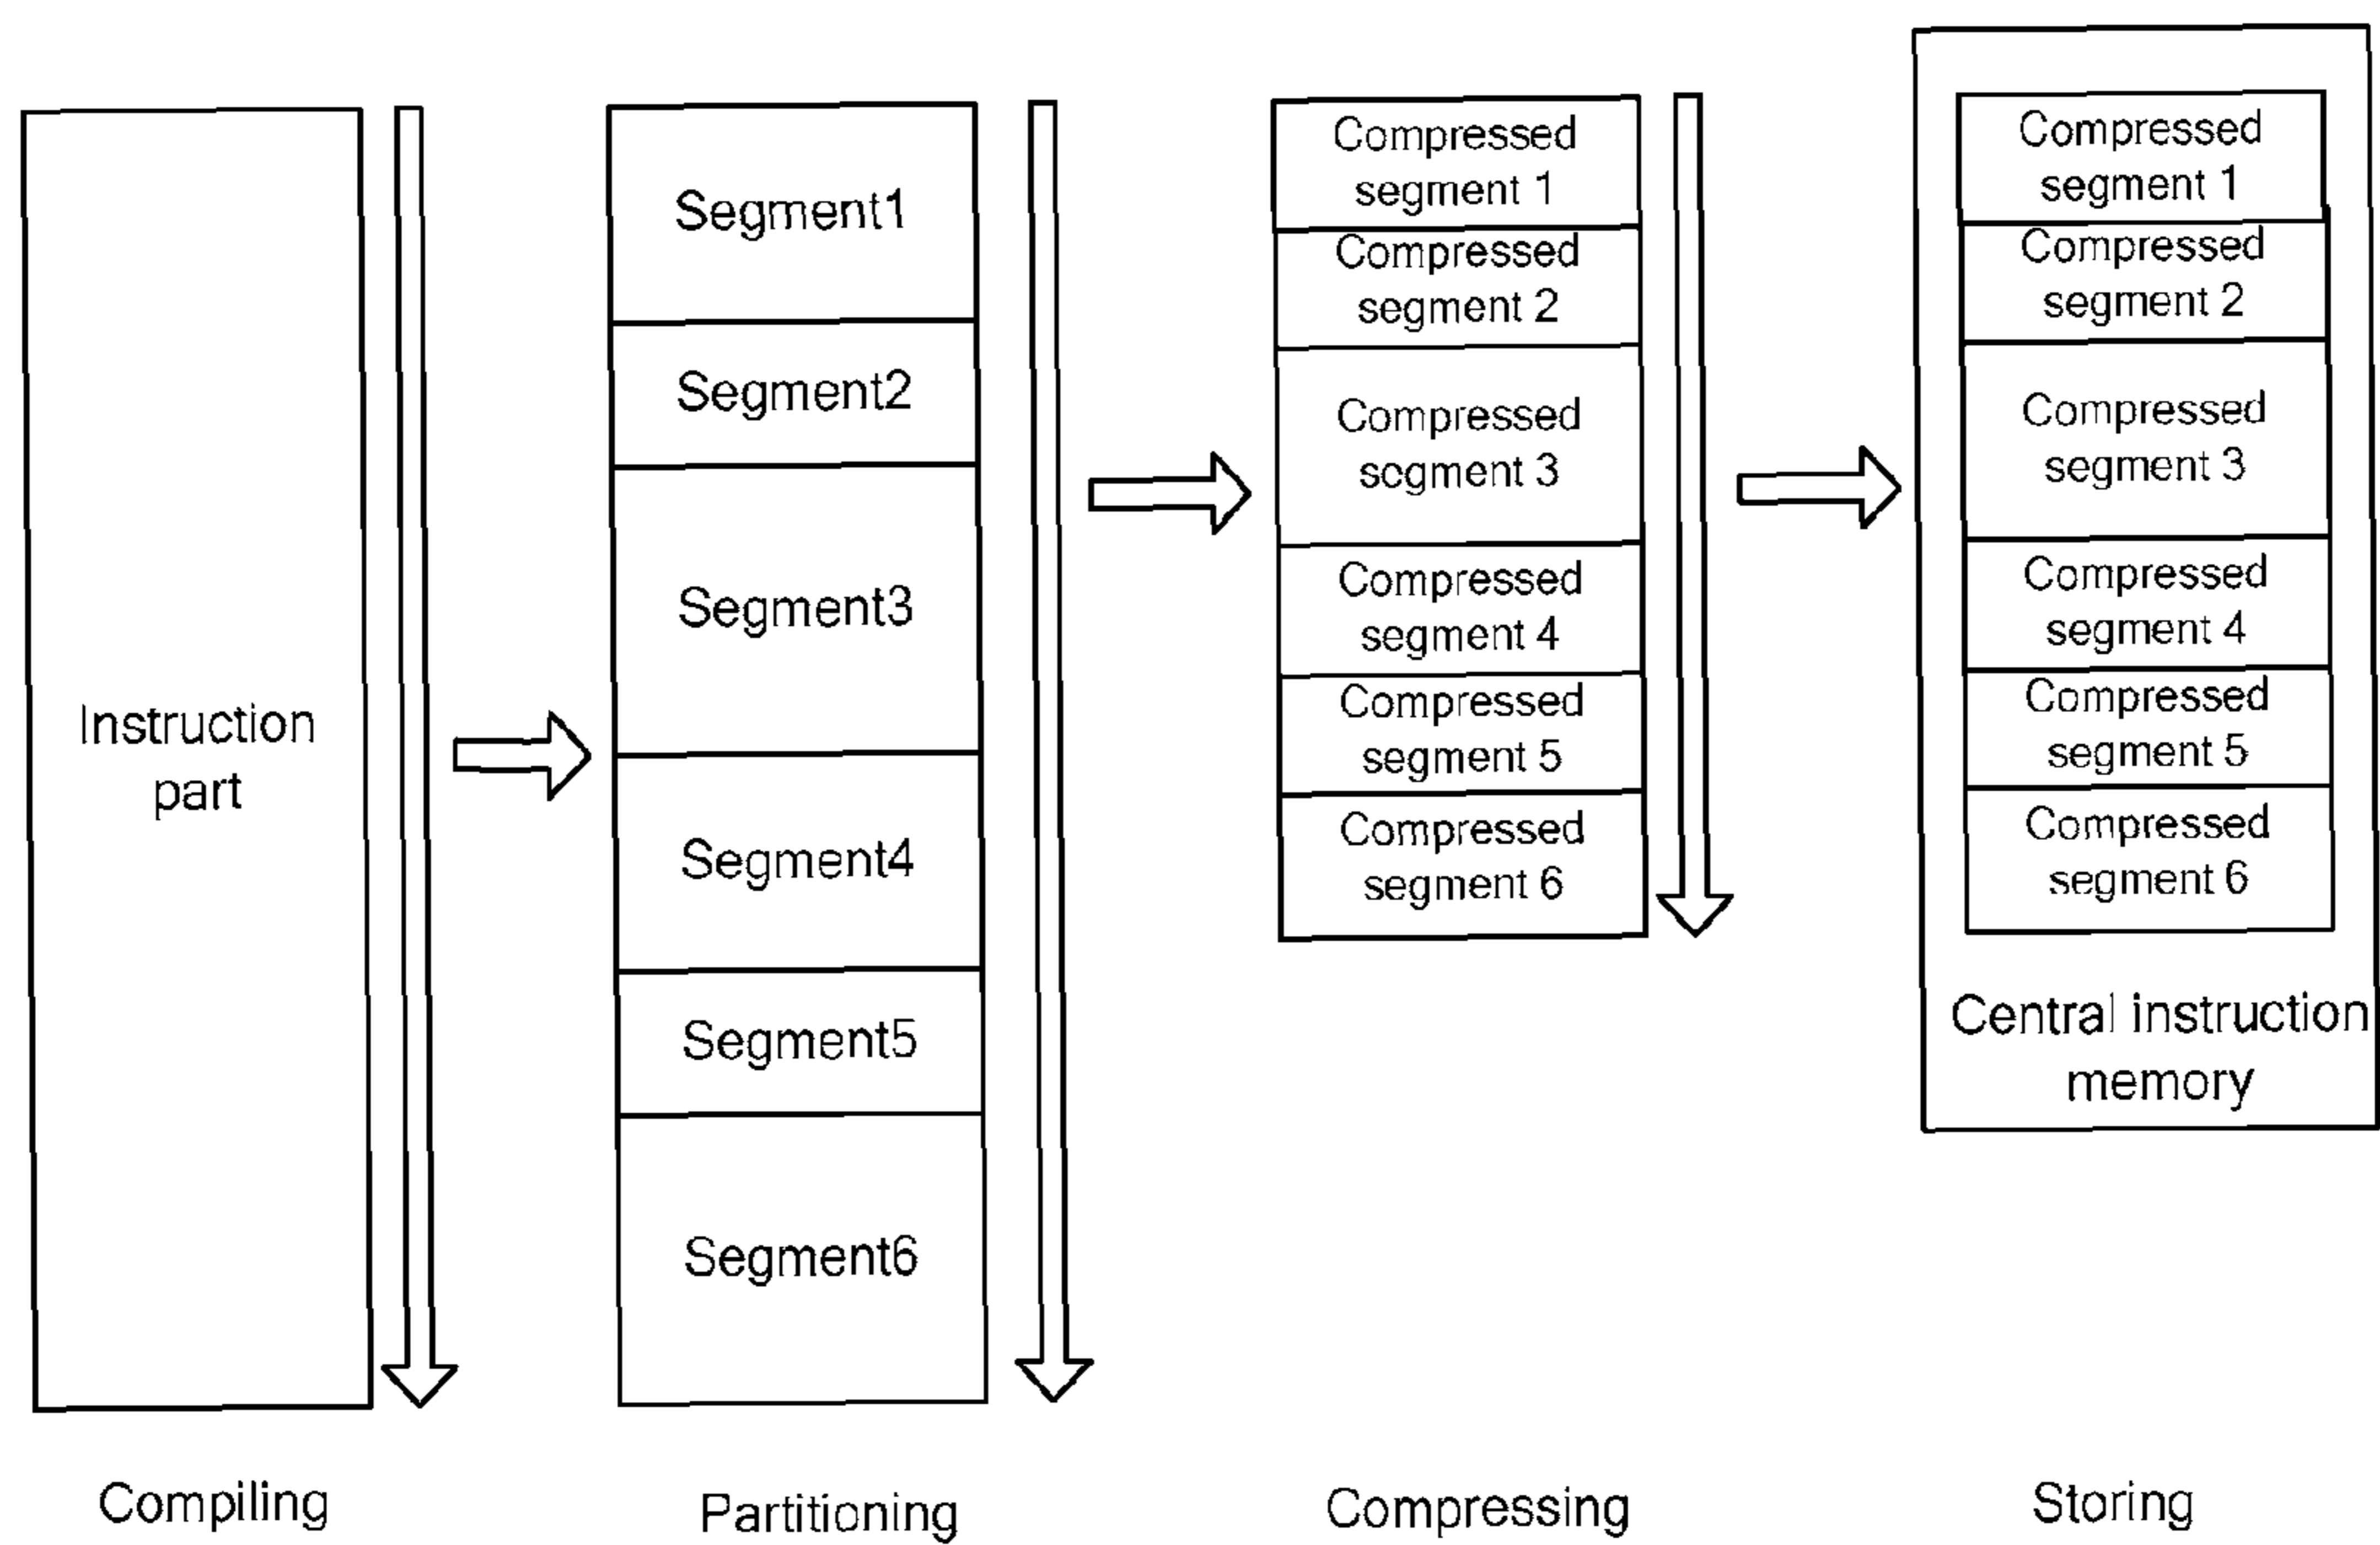 Instruction
part
Compiling
Segment1
Segment2
Segment3
Segment4
Segment5
Segment6
Partitioning
Compressed
segment 1
Compressed
segment 2
Compressed
segment 3
Compressed
segment 4
Compressed
segment 5
Compressed
segment 6
Compressing
Compressed
segment 1
Compressed
segment 2
Compressed
segment 3
Compressed
segment 4
Compressed
segment 5
Compressed
segment 6
Central instruction
memory
Storing